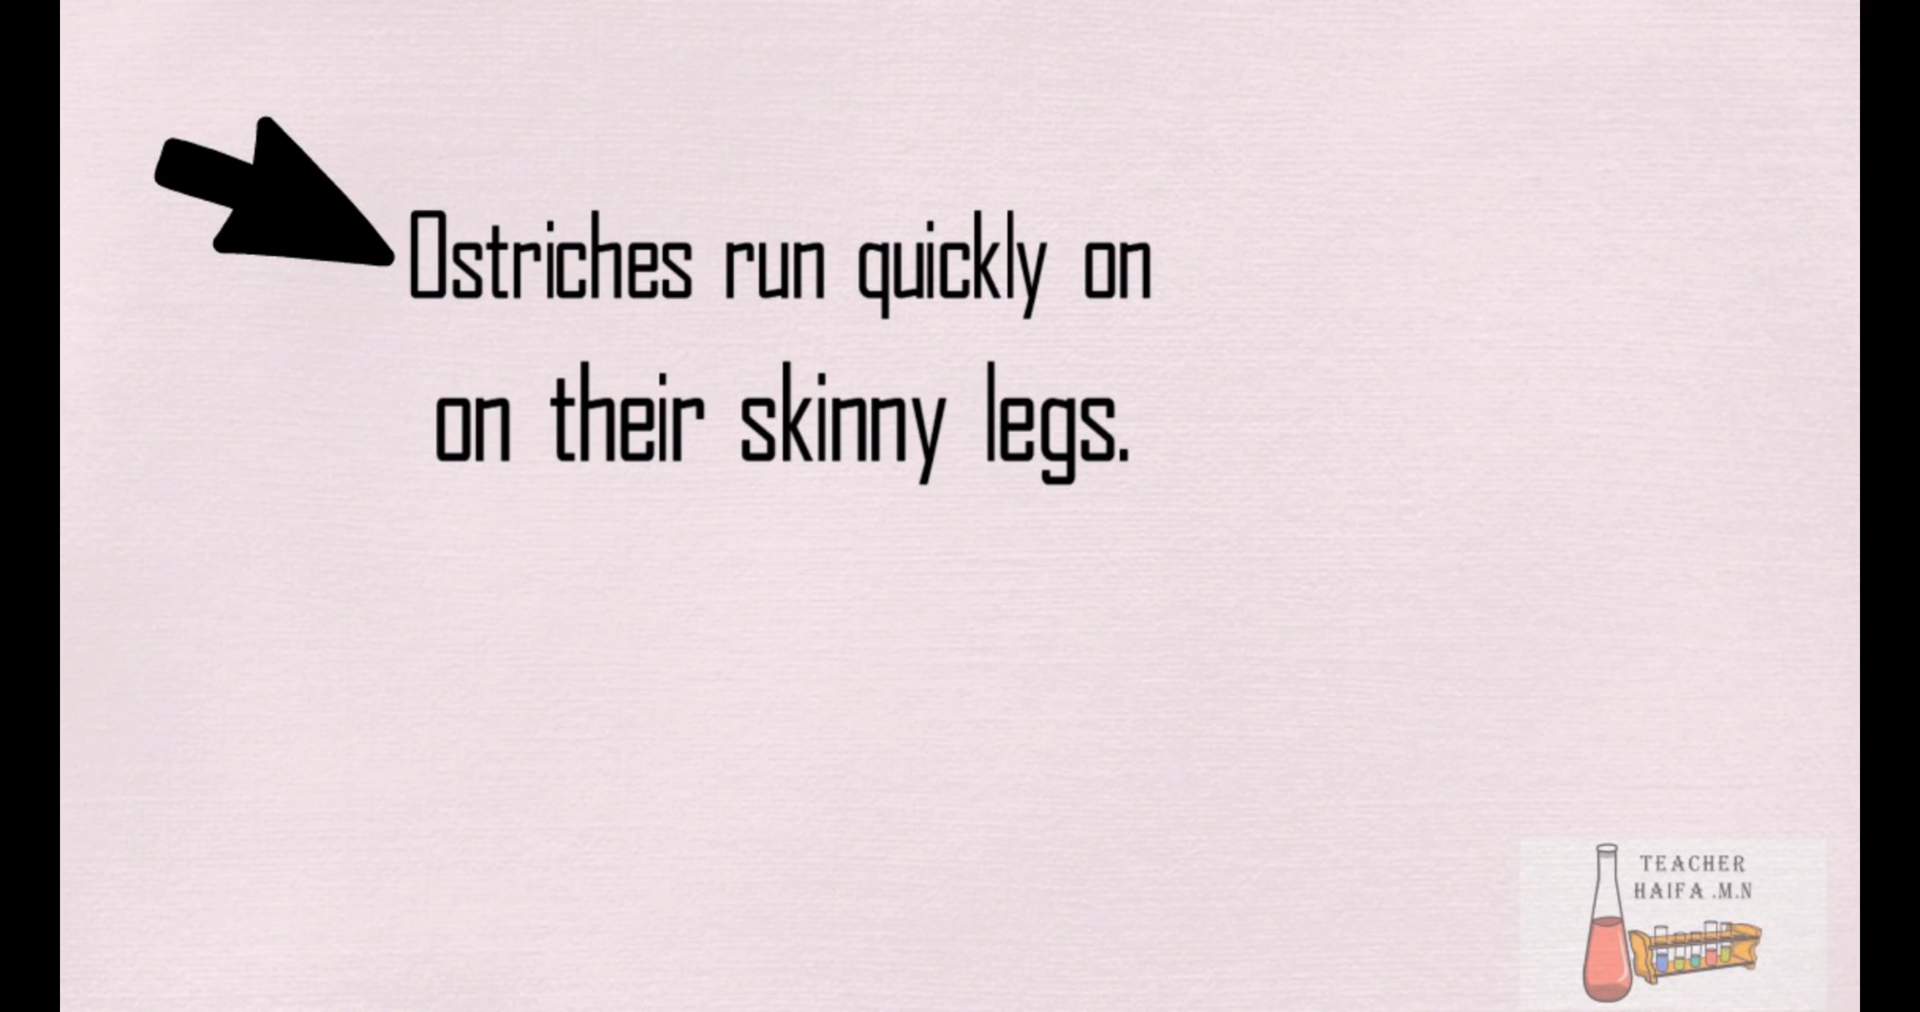 Ostriches run quickly on
on their skinny legs.
TEACHER
HAIFA .M.N